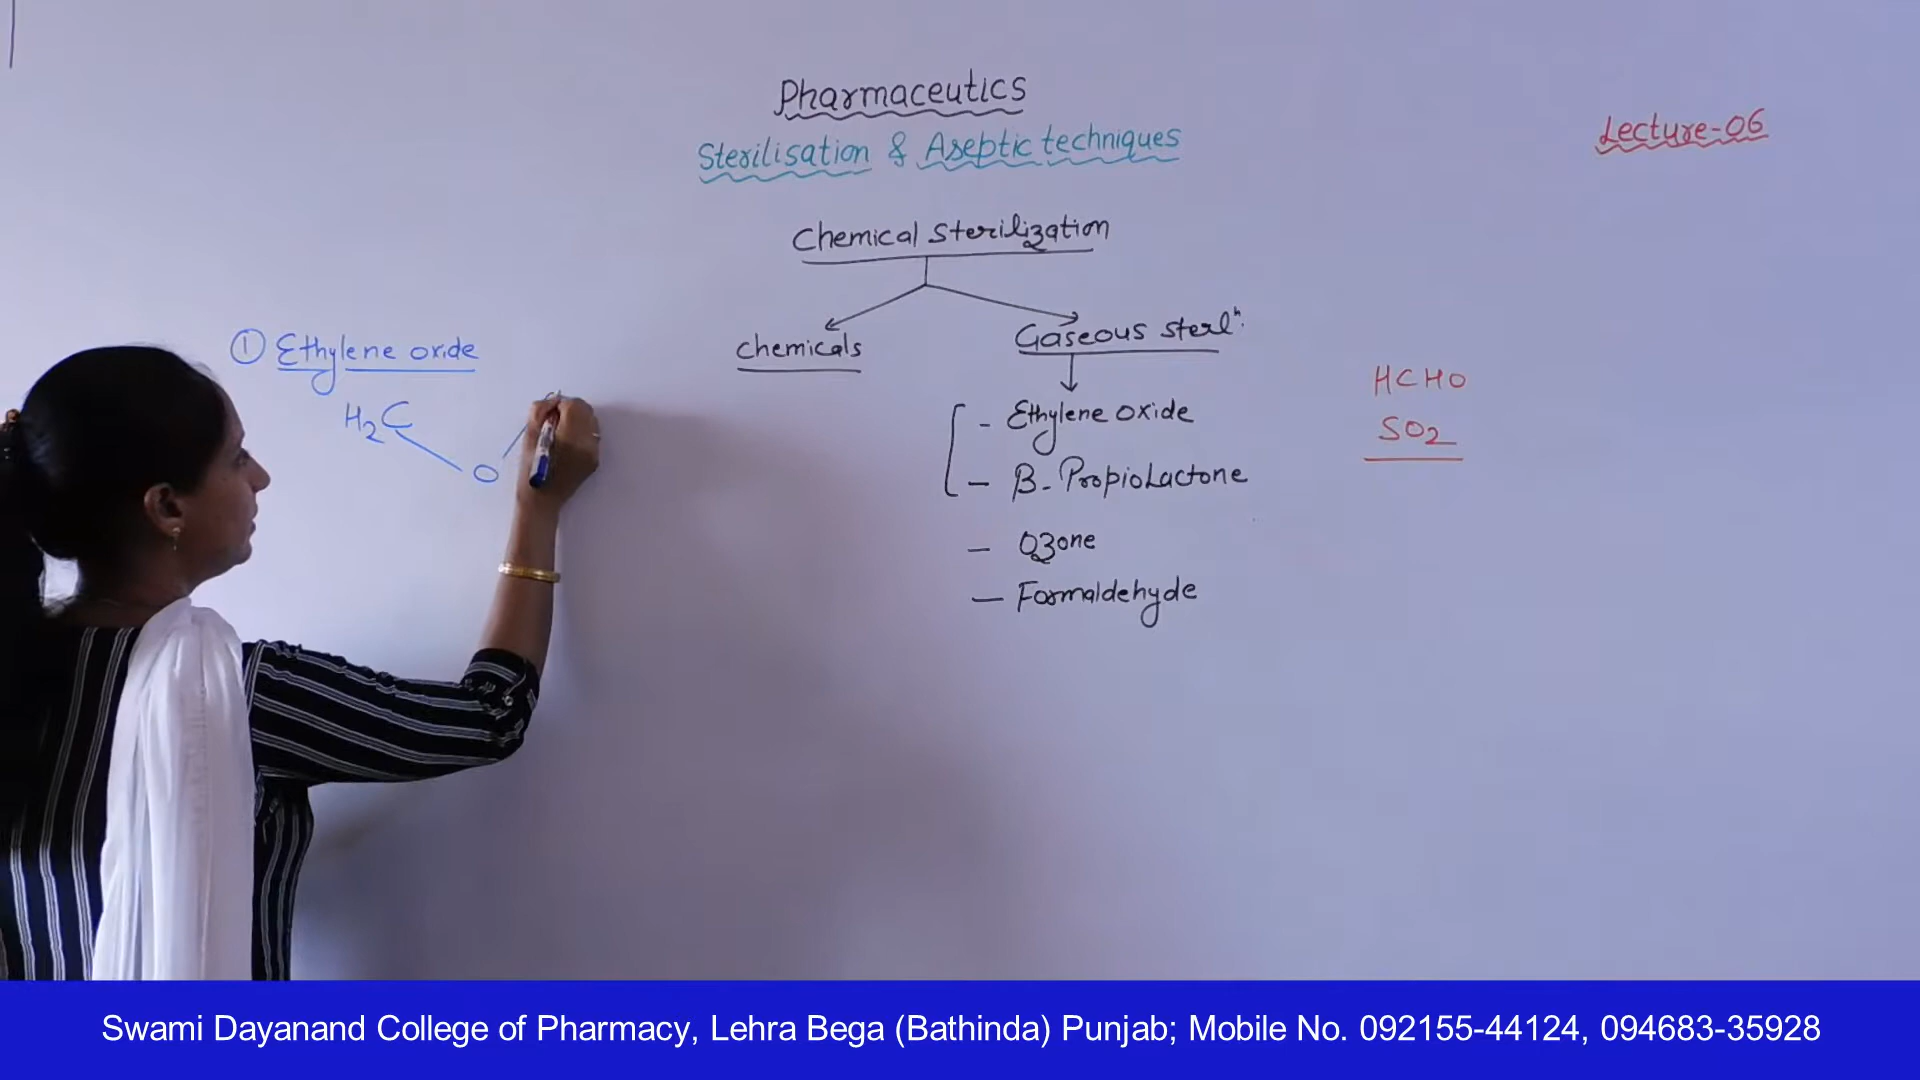 Pharmaceutics
Lecture-06
Sterilisation & Aseptic techniques
Chemical sterilization
chemicals
Gaseous sterlⁿ.
- Ethylene oxide
- β-PropioLactone
- Ozone
- Formaldehyde
HCHO
SO2
① Ethylene oxide
H2C
O
Swami Dayanand College of Pharmacy, Lehra Bega (Bathinda) Punjab; Mobile No. 092155-44124, 094683-35928